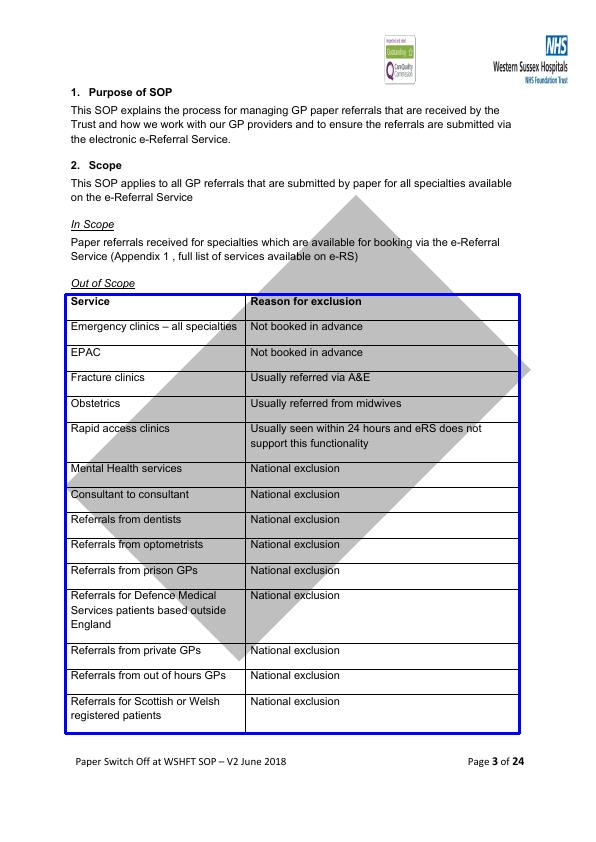 Inspected and rated
Outstanding
CareQuality
Commission
NHS
Western Sussex Hospitals
NHS Foundation Trust
1. Purpose of SOP
This SOP explains the process for managing GP paper referrals that are received by the
Trust and how we work with our GP providers and to ensure the referrals are submitted via
the electronic e-Referral Service.
2. Scope
This SOP applies to all GP referrals that are submitted by paper for all specialties available
on the e-Referral Service
In Scope
Paper referrals received for specialties which are available for booking via the e-Referral
Service (Appendix 1 , full list of services available on e-RS)
Out of Scope
Service Reason for exclusion
Emergency clinics – all specialties Not booked in advance
EPAC Not booked in advance
Fracture clinics Usually referred via A&E
Obstetrics Usually referred from midwives
Rapid access clinics Usually seen within 24 hours and eRS does not
support this functionality
Mental Health services National exclusion
Consultant to consultant National exclusion
Referrals from dentists National exclusion
Referrals from optometrists National exclusion
Referrals from prison GPs National exclusion
Referrals for Defence Medical National exclusion
Services patients based outside
England
Referrals from private GPs National exclusion
Referrals from out of hours GPs National exclusion
Referrals for Scottish or Welsh National exclusion
registered patients
Paper Switch Off at WSHFT SOP – V2 June 2018 Page 3 of 24